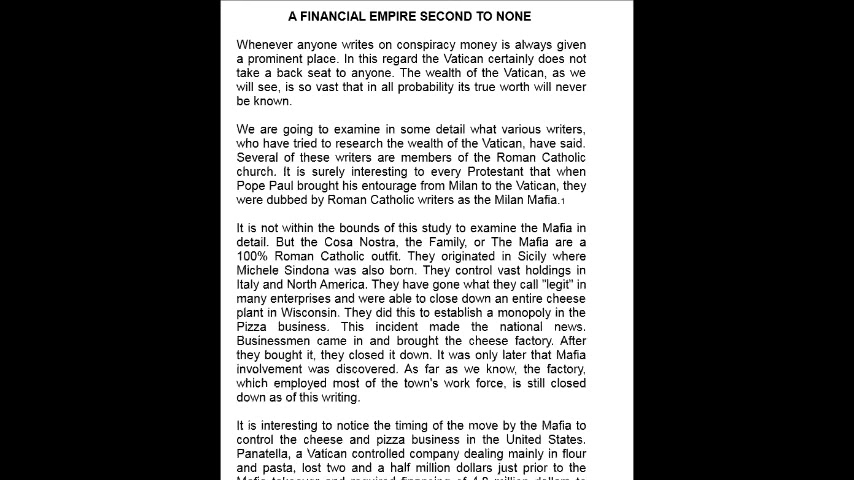 A FINANCIAL EMPIRE SECOND TO NONE
Whenever anyone writes on conspiracy money is always given
a prominent place. In this regard the Vatican certainly does not
take a back seat to anyone. The wealth of the Vatican, as we
will see, is so vast that in all probability its true worth will never
be known.
We are going to examine in some detail what various writers,
who have tried to research the wealth of the Vatican, have said.
Several of these writers are members of the Roman Catholic
church. It is surely interesting to every Protestant that when
Pope Paul brought his entourage from Milan to the Vatican, they
were dubbed by Roman Catholic writers as the Milan Mafia.1
It is not within the bounds of this study to examine the Mafia in
detail. But the Cosa Nostra, the Family, or The Mafia are a
100% Roman Catholic outfit. They originated in Sicily where
Michele Sindona was also born. They control vast holdings in
Italy and North America. They have gone what they call "legit" in
many enterprises and were able to close down an entire cheese
plant in Wisconsin. They did this to establish a monopoly in the
Pizza business. This incident made the national news.
Businessmen came in and brought the cheese factory. After
they bought it, they closed it down. It was only later that Mafia
involvement was discovered. As far as we know, the factory,
which employed most of the town's work force, is still closed
down as of this writing.
It is interesting to notice the timing of the move by the Mafia to
control the cheese and pizza business in the United States.
Panatella, a Vatican controlled company dealing mainly in flour
and pasta, lost two and a half million dollars just prior to the
Mafia takeover and required financing of 4.8 million dollars to